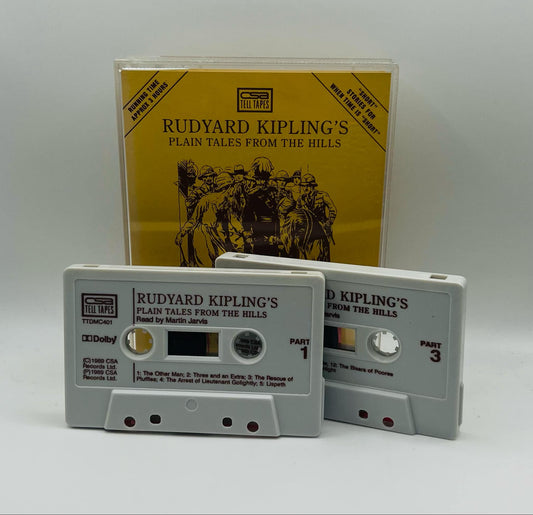 RUNNING TIME
APPROX 3 HOURS
CSA
TELL TAPES
"SHORT"
STORIES FOR
WHEN TIME IS "SHORT"
RUDYARD KIPLING'S
PLAIN TALES FROM THE HILLS
CSA
TELL TAPES
TTDMC401
RUDYARD KIPLING'S
PLAIN TALES FROM THE HILLS
Read by Martin Jarvis
Dolby
PART
1
© 1989 CSA
Records Ltd.
℗ 1989 CSA
Records Ltd.
1: The Other Man; 2: Three and an Extra; 3: The Rescue of
Pluffles; 4: The Arrest of Lieutenant Golightly; 5: Lispeth
RD KIPLING'S
ES FROM THE HILLS
Jarvis
PART
3
12: The Bisara of Pooree